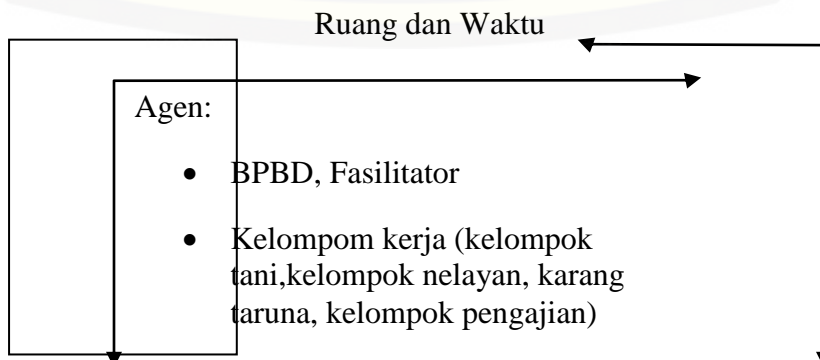 Ruang dan Waktu
Agen:
• BPBD, Fasilitator
• Kelompom kerja (kelompok
tani,kelompok nelayan, karang
taruna, kelompok pengajian)